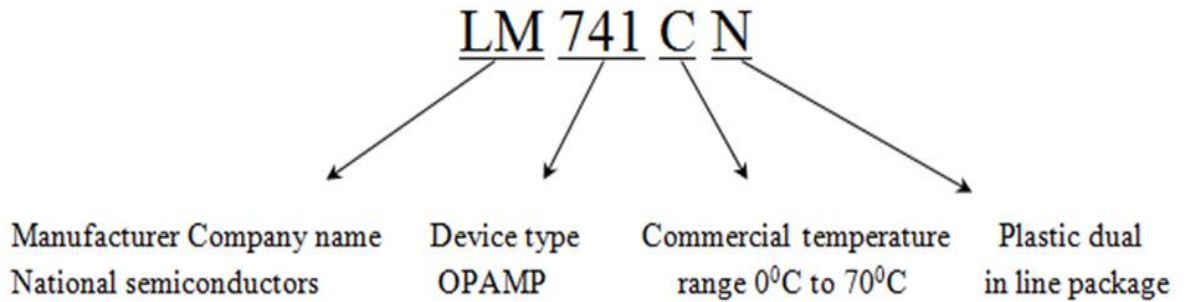 LM 741 C N
Manufacturer Company name Device type Commercial temperature Plastic dual
National semiconductors OPAMP range 0⁰C to 70⁰C in line package